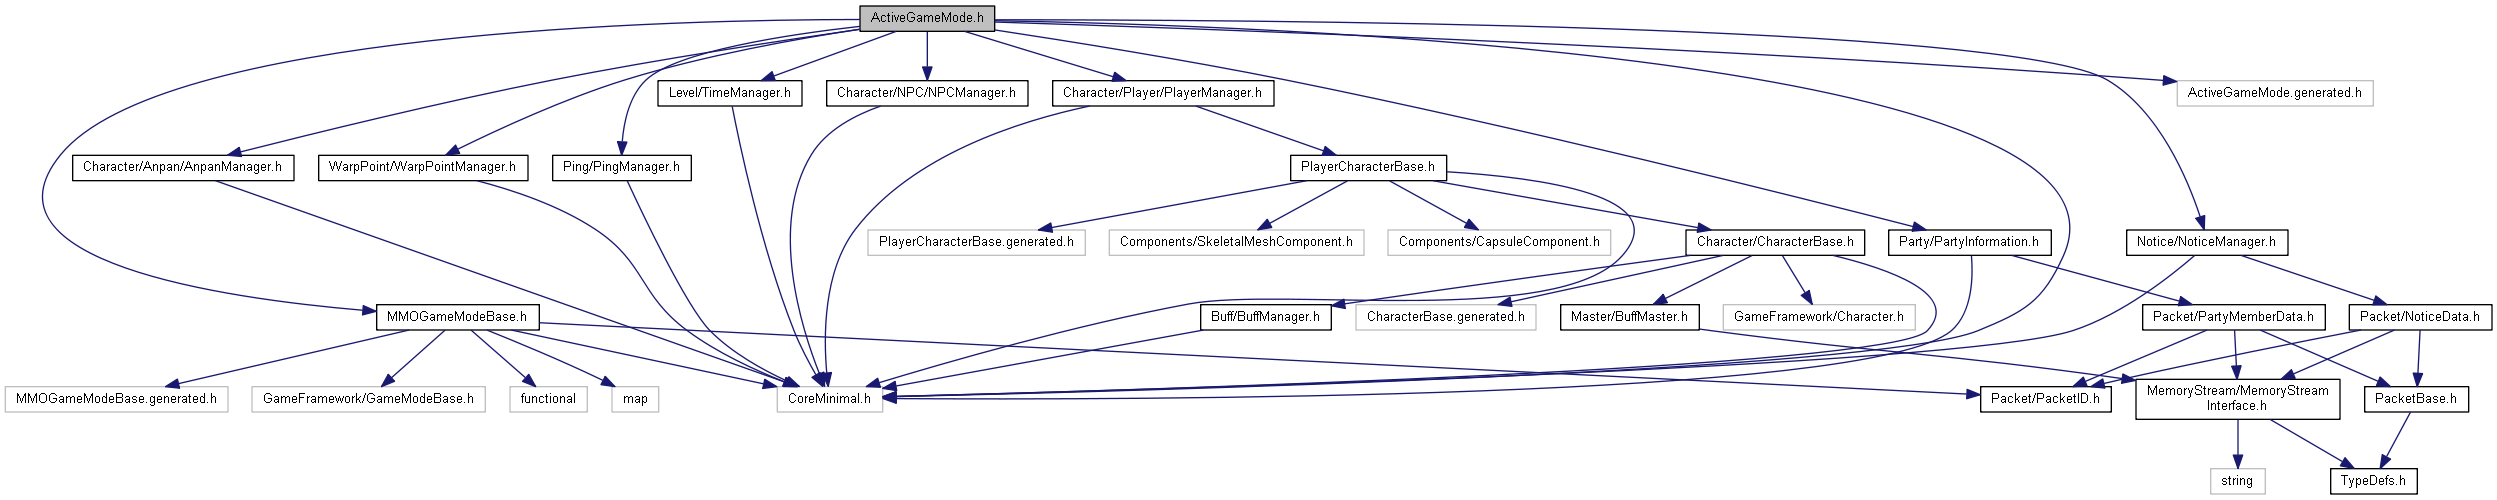 ActiveGameMode.h
Level/TimeManager.h
Character/NPC/NPCManager.h
Character/Player/PlayerManager.h
ActiveGameMode.generated.h
Character/Anpan/AnpanManager.h
WarpPoint/WarpPointManager.h
Ping/PingManager.h
PlayerCharacterBase.h
PlayerCharacterBase.generated.h
Components/SkeletalMeshComponent.h
Components/CapsuleComponent.h
Character/CharacterBase.h
Party/PartyInformation.h
Notice/NoticeManager.h
MMOGameModeBase.h
Buff/BuffManager.h
CharacterBase.generated.h
Master/BuffMaster.h
GameFramework/Character.h
Packet/PartyMemberData.h
Packet/NoticeData.h
MMOGameModeBase.generated.h
GameFramework/GameModeBase.h
functional
map
CoreMinimal.h
Packet/PacketID.h
MemoryStream/MemoryStream
Interface.h
PacketBase.h
string
TypeDefs.h